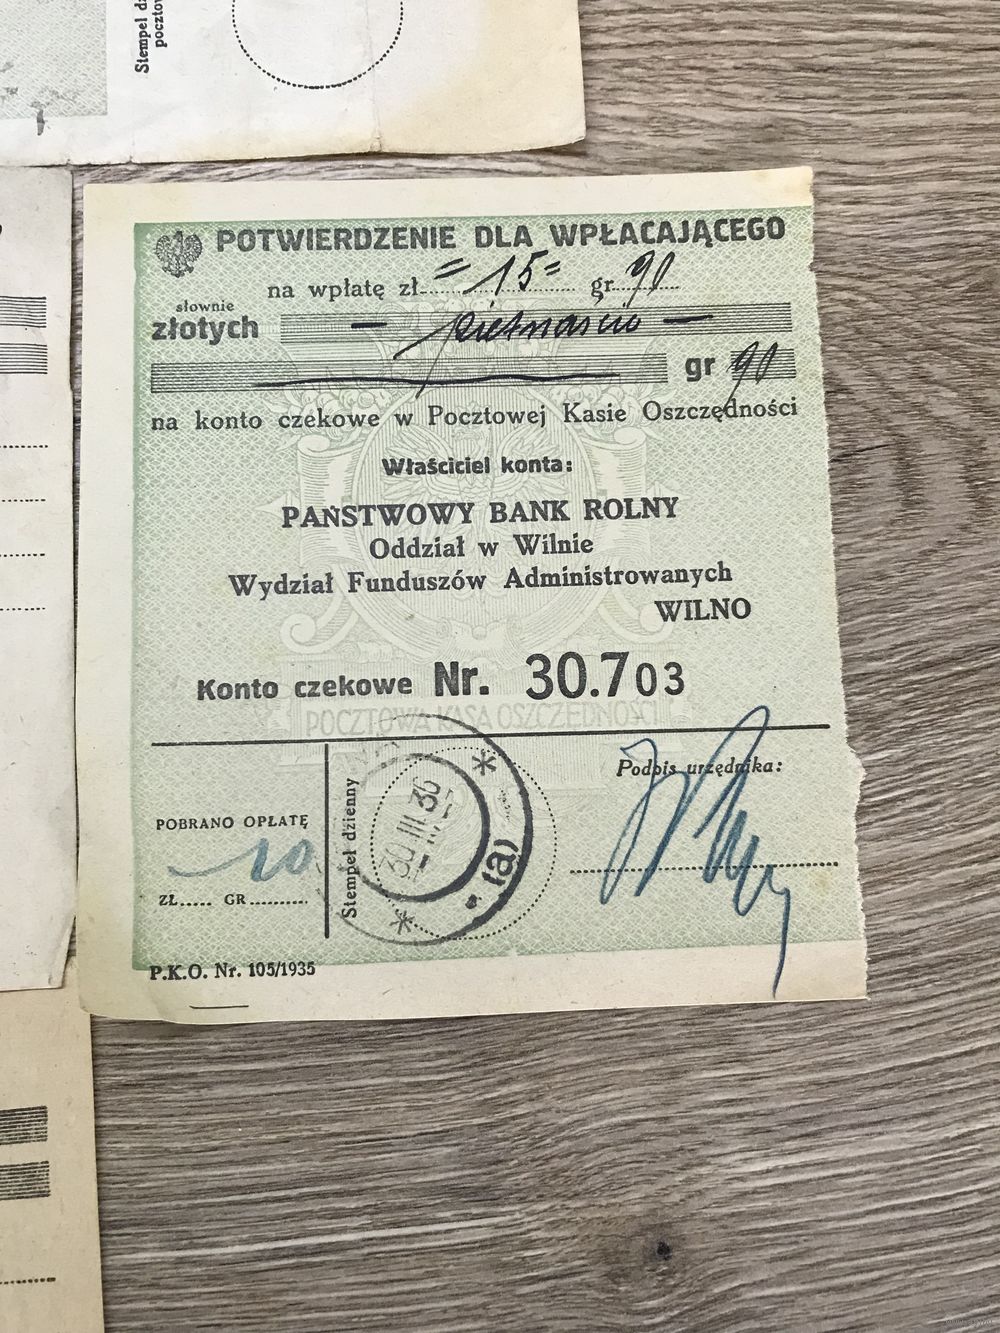 Stempel
POTWIERDZENIE DLA WPŁACAJĄCEGO
na wpłatę zł = 15 = gr 90
słownie
złotych — piętnaście —
gr 90
na konto czekowe w Pocztowej Kasie Oszczędności
Właściciel konta:
PAŃSTWOWY BANK ROLNY
Oddział w Wilnie
Wydział Funduszów Administrowanych
WILNO
Konto czekowe Nr. 30.703
POCZTOWA KASA OSZCZĘDNOŚCI
POBRANO OPŁATĘ
10
ZŁ..... GR..........
Stempel dzienny
30 III 36
(a)
Podpis urzędnika:
P.K.O. Nr. 105/1935